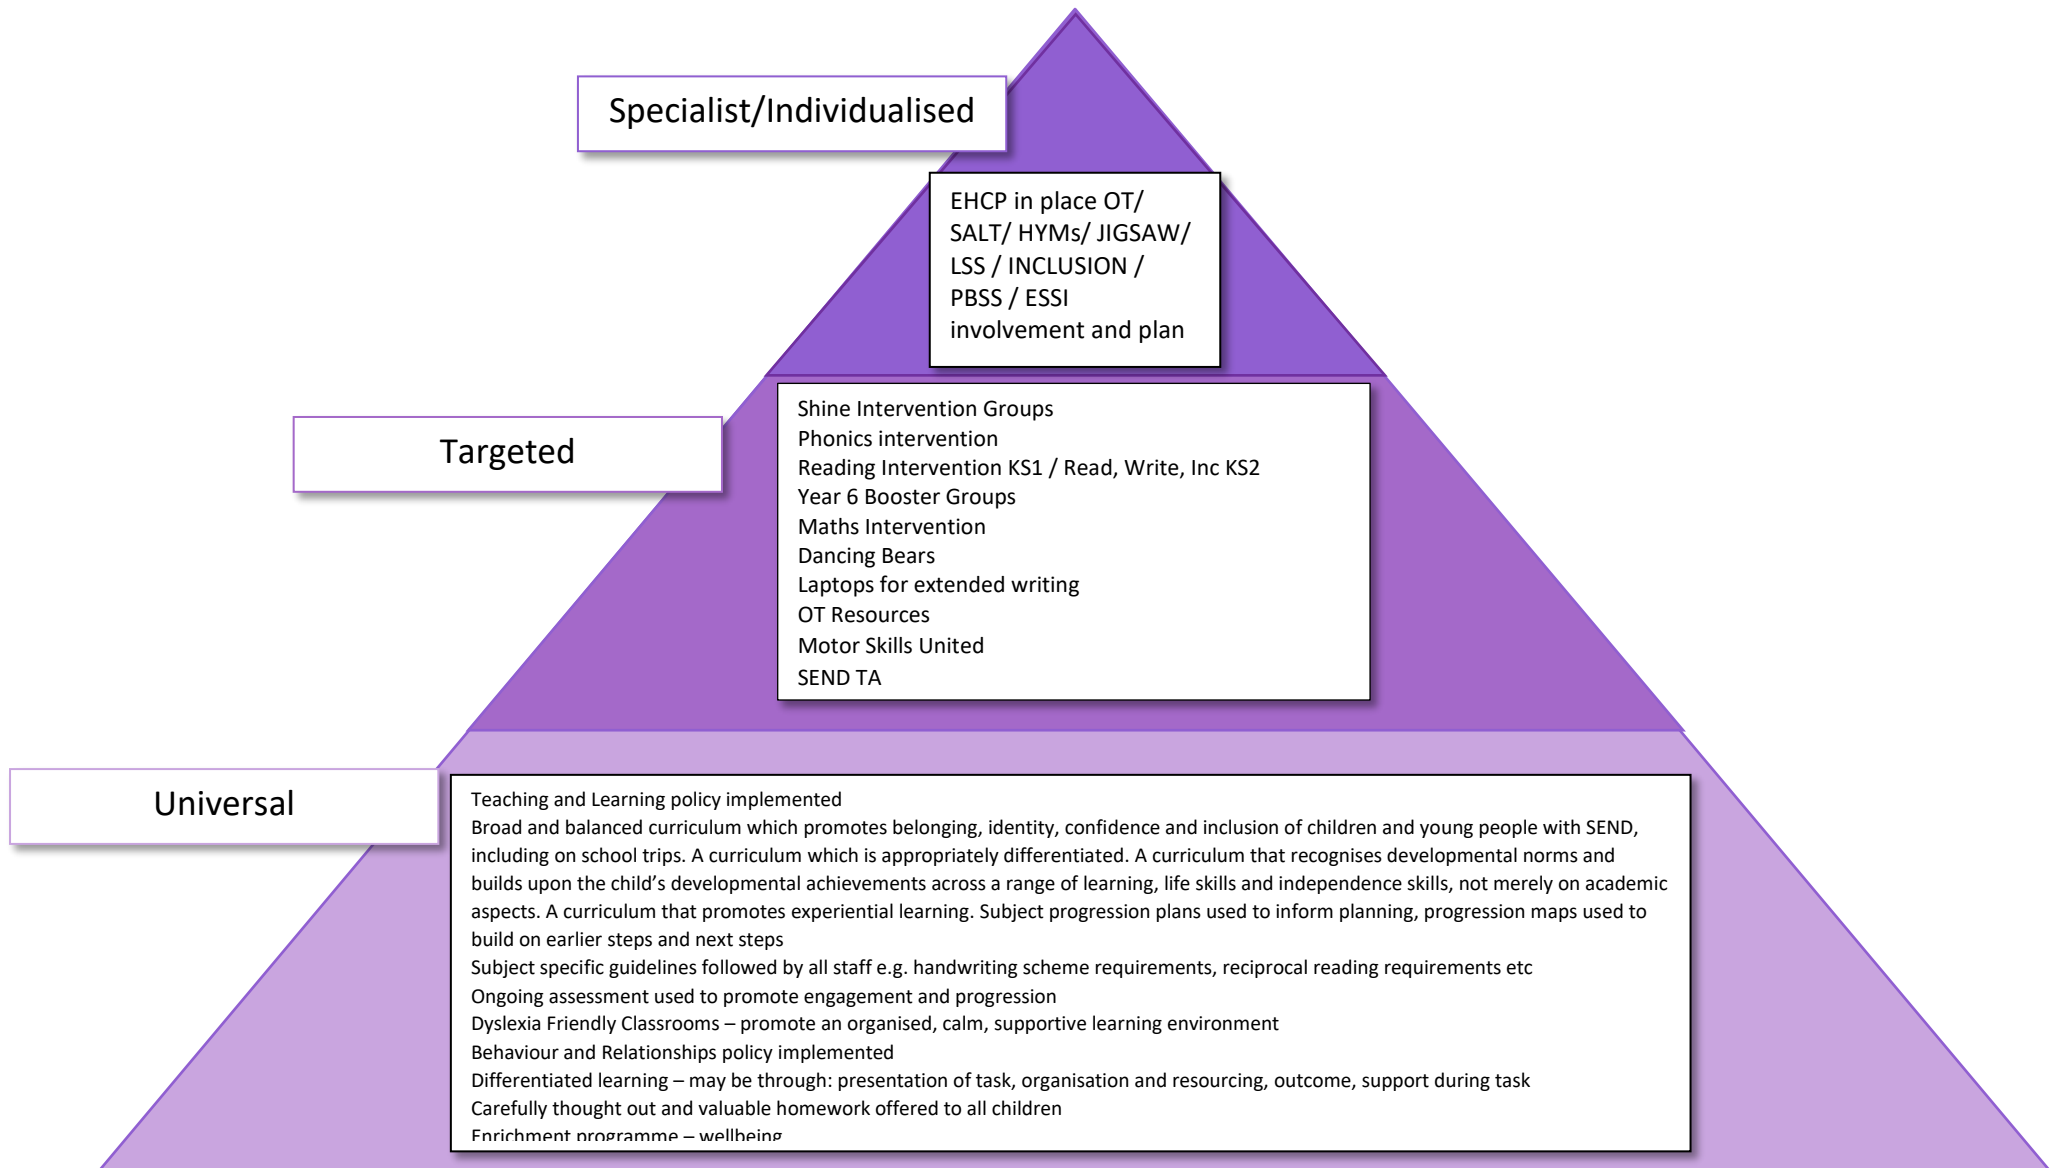 Specialist/Individualised
EHCP in place OT/
SALT/ HYMs/ JIGSAW/
LSS / INCLUSION /
PBSS / ESSI
involvement and plan
Targeted
Shine Intervention Groups
Phonics intervention
Reading Intervention KS1 / Read, Write, Inc KS2
Year 6 Booster Groups
Maths Intervention
Dancing Bears
Laptops for extended writing
OT Resources
Motor Skills United
SEND TA
Universal
Teaching and Learning policy implemented
Broad and balanced curriculum which promotes belonging, identity, confidence and inclusion of children and young people with SEND,
including on school trips. A curriculum which is appropriately differentiated. A curriculum that recognises developmental norms and
builds upon the child’s developmental achievements across a range of learning, life skills and independence skills, not merely on academic
aspects. A curriculum that promotes experiential learning. Subject progression plans used to inform planning, progression maps used to
build on earlier steps and next steps
Subject specific guidelines followed by all staff e.g. handwriting scheme requirements, reciprocal reading requirements etc
Ongoing assessment used to promote engagement and progression
Dyslexia Friendly Classrooms – promote an organised, calm, supportive learning environment
Behaviour and Relationships policy implemented
Differentiated learning – may be through: presentation of task, organisation and resourcing, outcome, support during task
Carefully thought out and valuable homework offered to all children
Enrichment programme – wellbeing